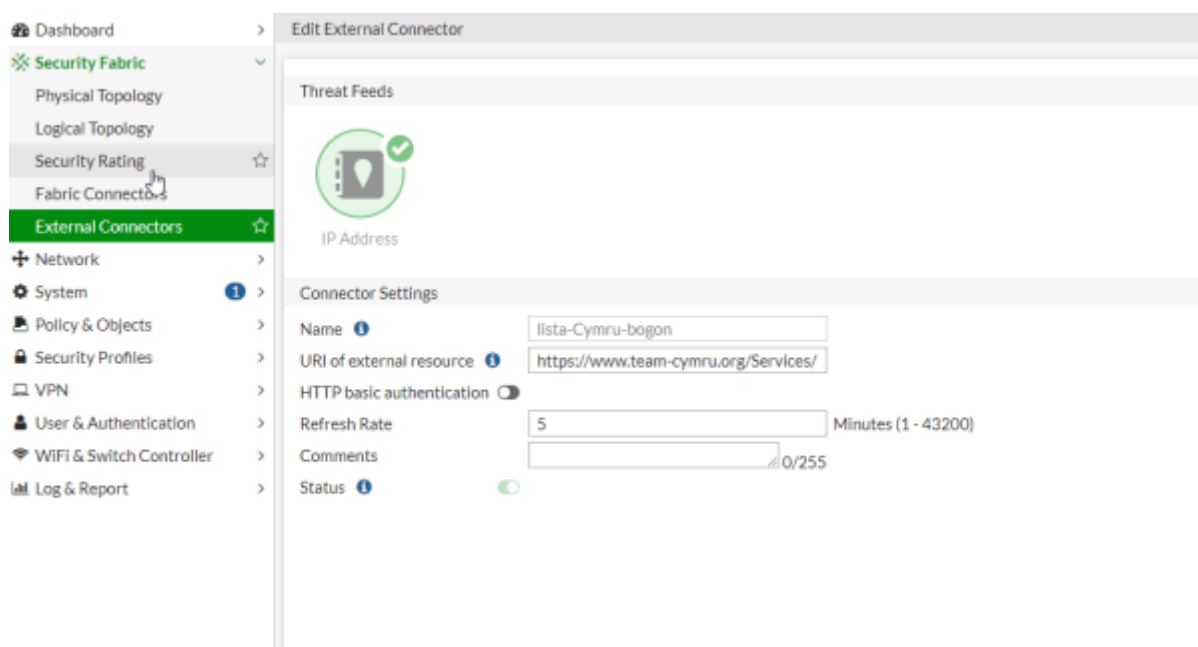 Dashboard
Security Fabric
Physical Topology
Logical Topology
Security Rating
Fabric Connectors
External Connectors
Network
System 1
Policy & Objects
Security Profiles
VPN
User & Authentication
WiFi & Switch Controller
Log & Report
Edit External Connector
Threat Feeds
IP Address
Connector Settings
Name lista-Cymru-bogon
URI of external resource https://www.team-cymru.org/Services/
HTTP basic authentication
Refresh Rate 5 Minutes (1 - 43200)
Comments 0/255
Status